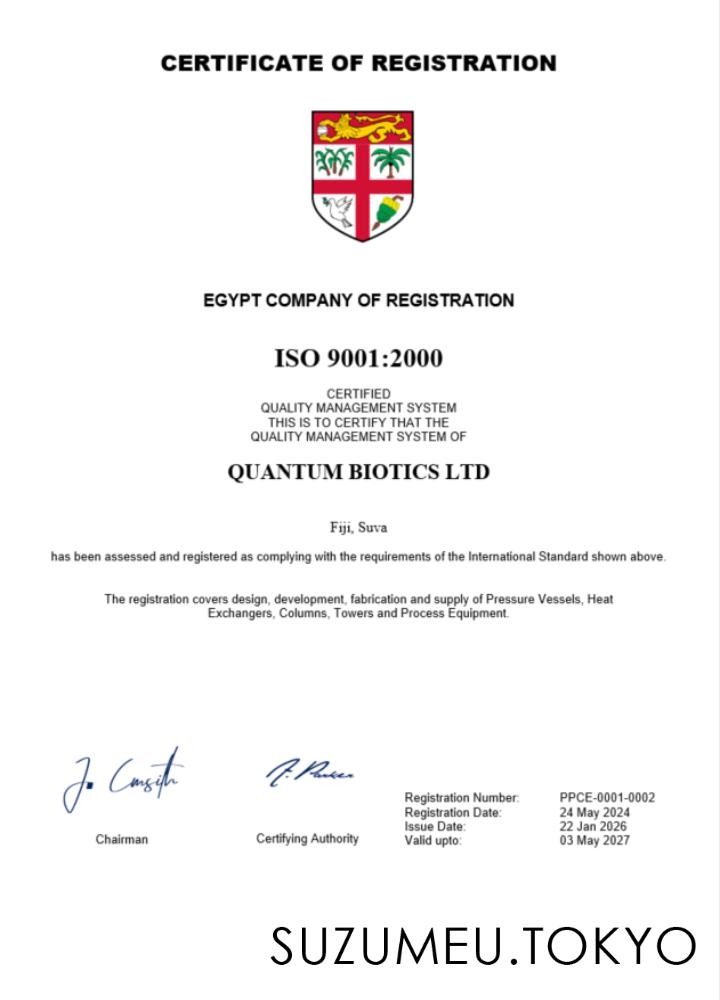 CERTIFICATE OF REGISTRATION
EGYPT COMPANY OF REGISTRATION
ISO 9001:2000
CERTIFIED
QUALITY MANAGEMENT SYSTEM
THIS IS TO CERTIFY THAT THE
QUALITY MANAGEMENT SYSTEM OF
QUANTUM BIOTICS LTD
Fiji, Suva
has been assessed and registered as complying with the requirements of the International Standard shown above.
The registration covers design, development, fabrication and supply of Pressure Vessels, Heat
Exchangers, Columns, Towers and Process Equipment.
Chairman
Certifying Authority
Registration Number: PPCE-0001-0002
Registration Date: 24 May 2024
Issue Date: 22 Jan 2026
Valid upto: 03 May 2027
SUZUMEU.TOKYO